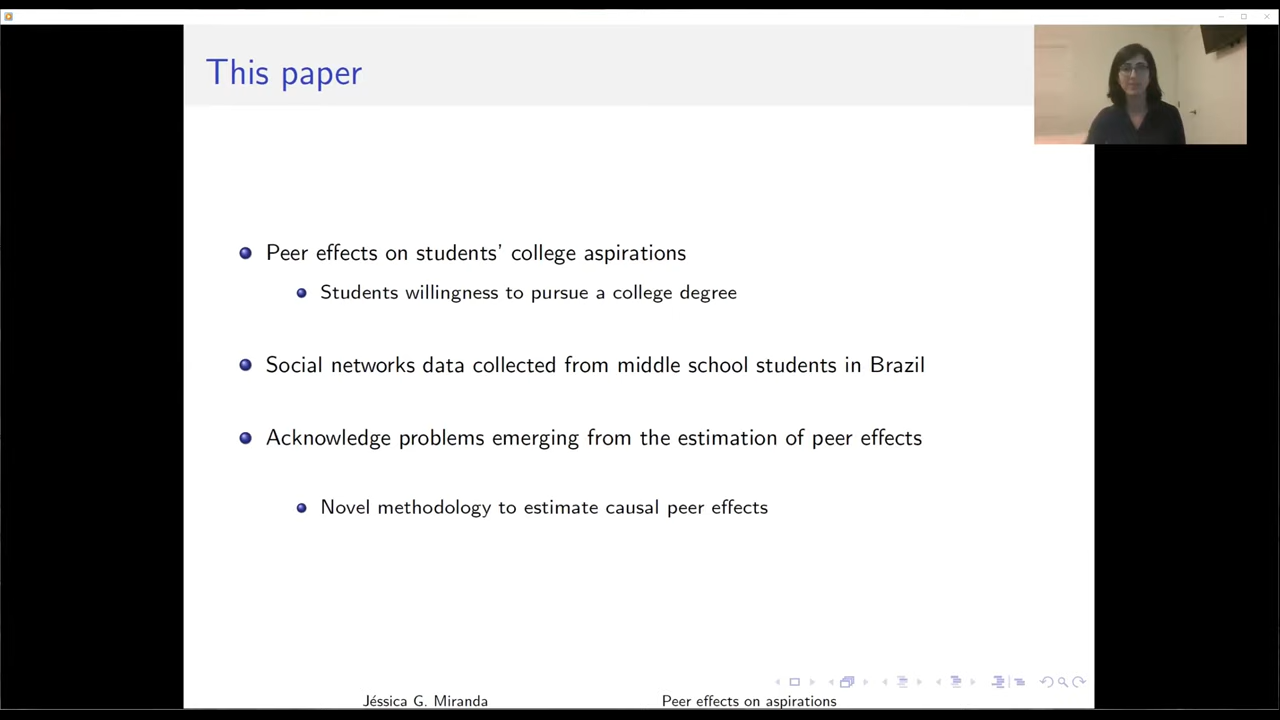 This paper
Peer effects on students' college aspirations
Students willingness to pursue a college degree
Social networks data collected from middle school students in Brazil
Acknowledge problems emerging from the estimation of peer effects
Novel methodology to estimate causal peer effects
Jéssica G. Miranda
Peer effects on aspirations